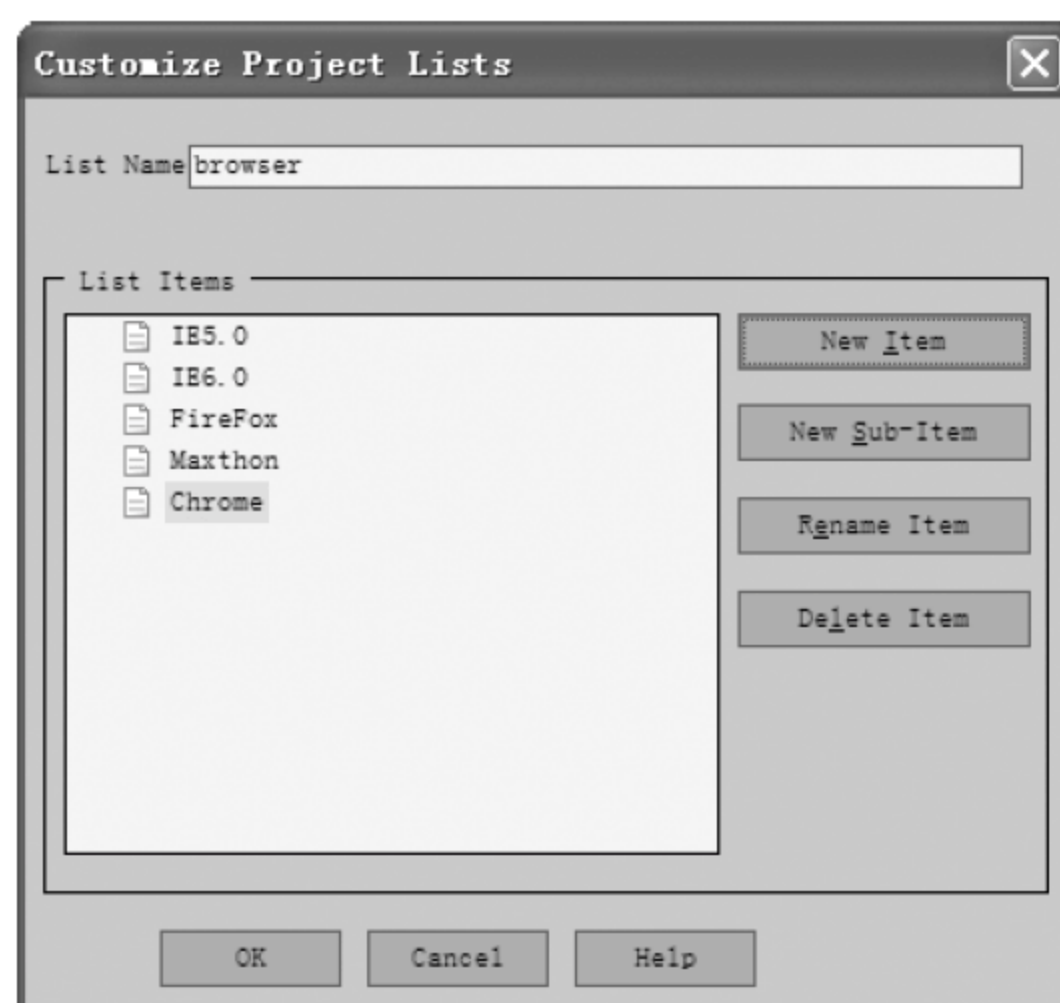 Customize Project Lists
List Name browser
List Items
IE5.0
IE6.0
FireFox
Maxthon
Chrome
New Item
New Sub-Item
Rename Item
Delete Item
OK Cancel Help